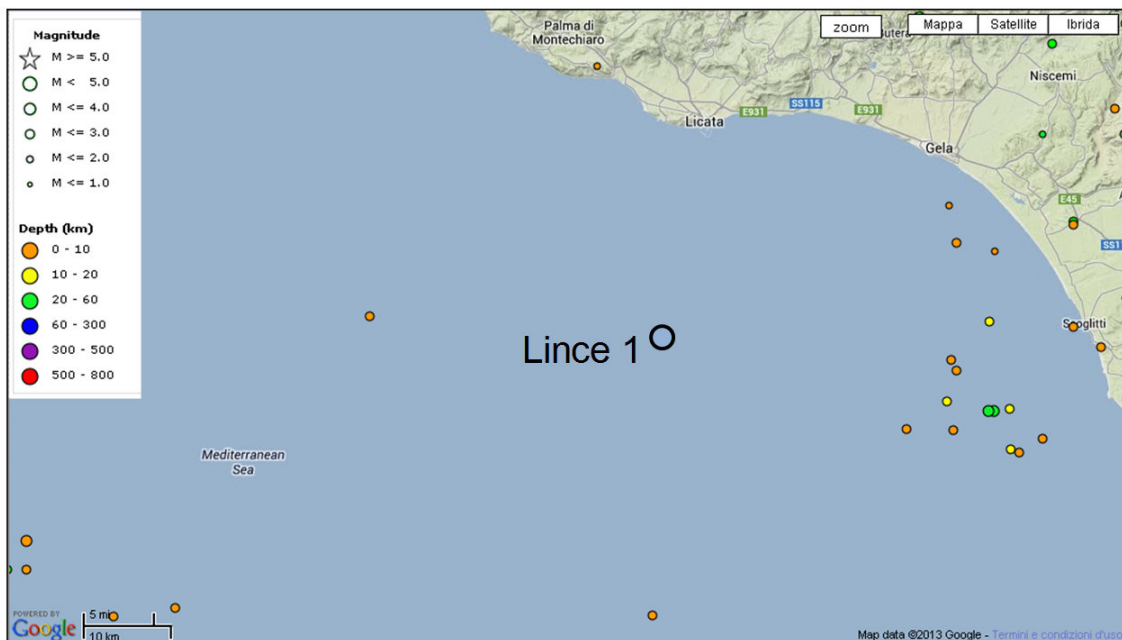 Magnitude
M >= 5.0
M < 5.0
M <= 4.0
M <= 3.0
M <= 2.0
M <= 1.0
Depth (km)
0 - 10
10 - 20
20 - 60
60 - 300
300 - 500
500 - 800
zoom
Mappa
Satellite
Ibrida
Palma di
Montechiaro
Butera
Niscemi
Licata
E931
SS115
E931
Gela
E45
SS11
Scoglitti
Lince 1
Mediterranean
Sea
POWERED BY
Google
5 mi
10 km
Map data ©2013 Google - Termini e condizioni d'uso